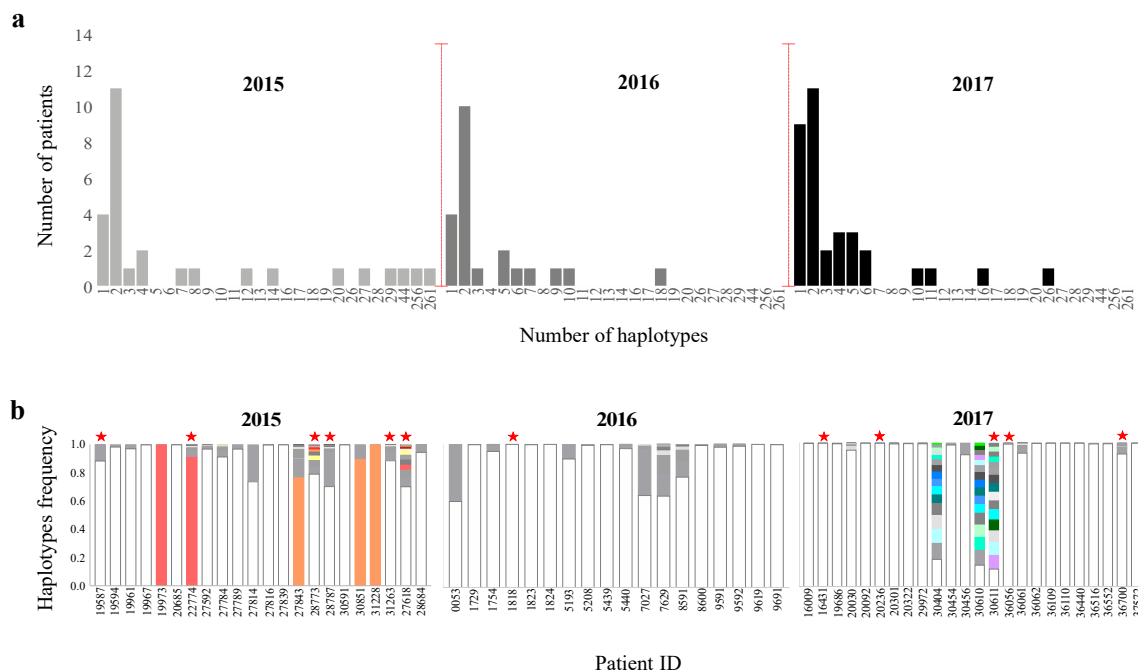 a
14
12
10
8
6
4
2
0
Number of patients
2015
2016
2017
1 2 3 4 5 6 7 8 9 10 11 12 13 14 16 17 18 19 20 26 27 28 29 44 256 261
1 2 3 4 5 6 7 8 9 10 11 12 13 14 16 17 18 19 20 26 27 28 29 44 256 261
1 2 3 4 5 6 7 8 9 10 11 12 13 14 16 17 18 19 20 26 27 28 29 44 256 261
Number of haplotypes
b
2015
2016
2017
1.0
0.8
0.6
0.4
0.2
0.0
Haplotypes frequency
19587 19594 19961 19967 19973 20685 22774 27592 27784 27789 27814 27816 27839 27843 28773 28787 30591 30851 31228 31263 27618 28684
0053 1729 1754 1818 1823 1824 5193 5208 5439 5440 7027 7629 8591 8600 9591 9592 9619 9691
16009 16431 19686 20030 20092 20236 20301 20322 29972 30404 30454 30456 30610 30611 36056 36061 36062 36109 36110 36440 36516 36552 36700
Patient ID